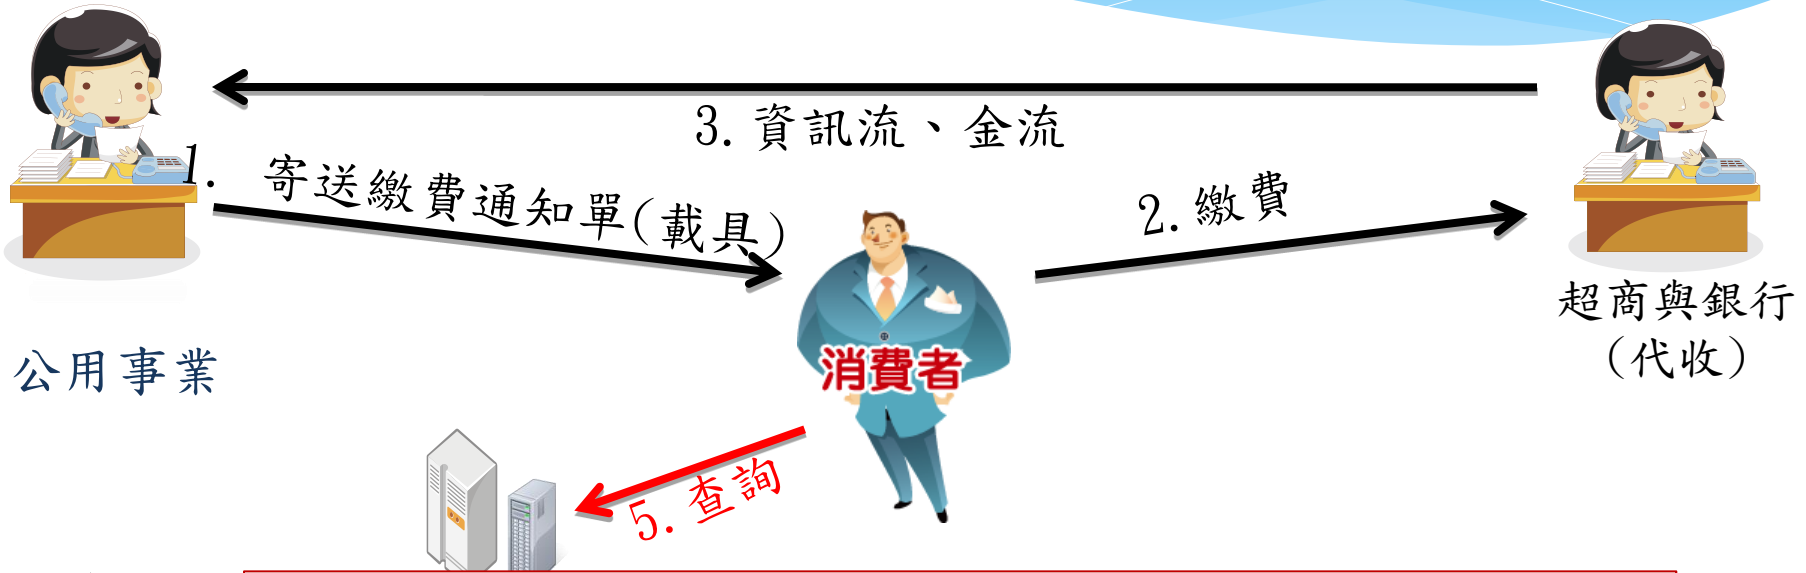 3. 資訊流、金流
1. 寄送繳費通知單(載具)
2. 繳費
超商與銀行
(代收)
公用事業
消費者
5. 查詢